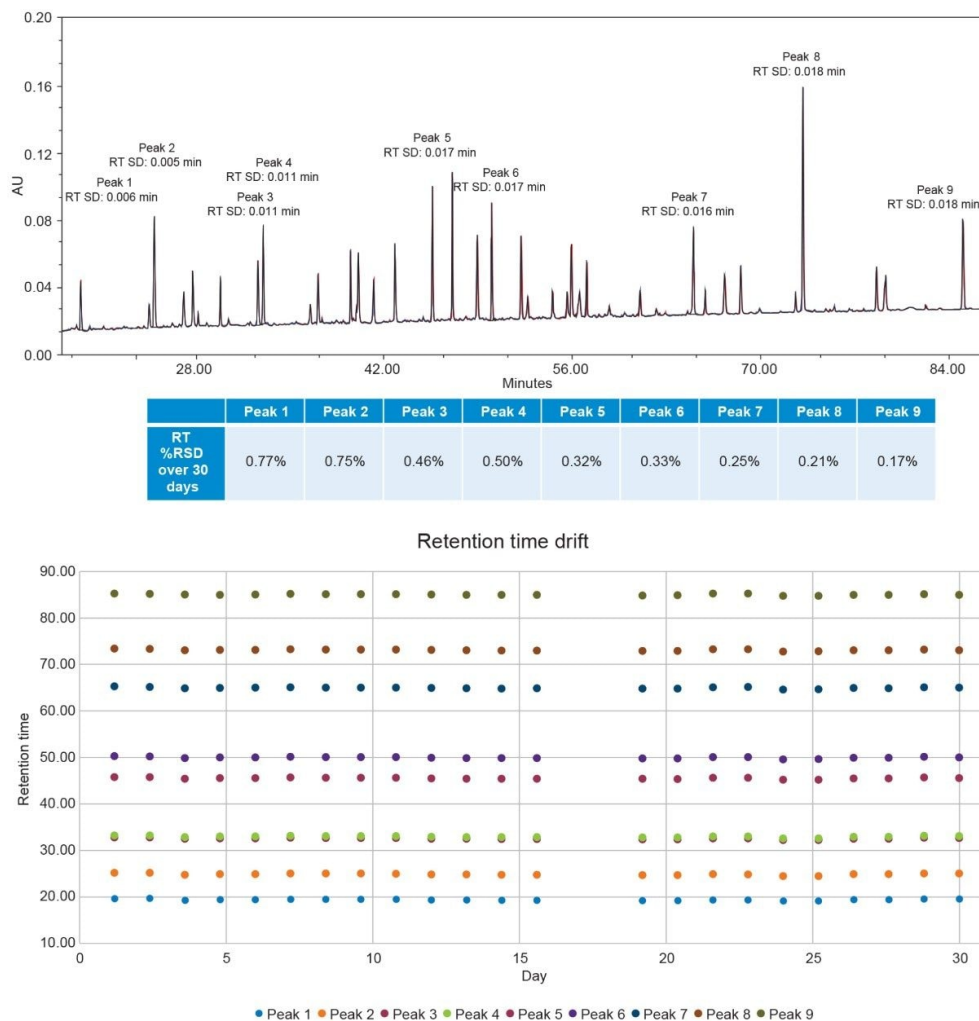 0.20
0.16
0.12
0.08
0.04
0.00
AU
Peak 1
RT SD: 0.006 min
Peak 2
RT SD: 0.005 min
Peak 3
RT SD: 0.011 min
Peak 4
RT SD: 0.011 min
Peak 5
RT SD: 0.017 min
Peak 6
RT SD: 0.017 min
Peak 7
RT SD: 0.016 min
Peak 8
RT SD: 0.018 min
Peak 9
RT SD: 0.018 min
28.00 42.00 56.00 70.00 84.00
Minutes
Peak 1 Peak 2 Peak 3 Peak 4 Peak 5 Peak 6 Peak 7 Peak 8 Peak 9
RT
%RSD
over 30
days
0.77% 0.75% 0.46% 0.50% 0.32% 0.33% 0.25% 0.21% 0.17%
Retention time drift
90.00
80.00
70.00
60.00
50.00
40.00
30.00
20.00
10.00
Retention time
0 5 10 15 20 25 30
Day
Peak 1 Peak 2 Peak 3 Peak 4 Peak 5 Peak 6 Peak 7 Peak 8 Peak 9